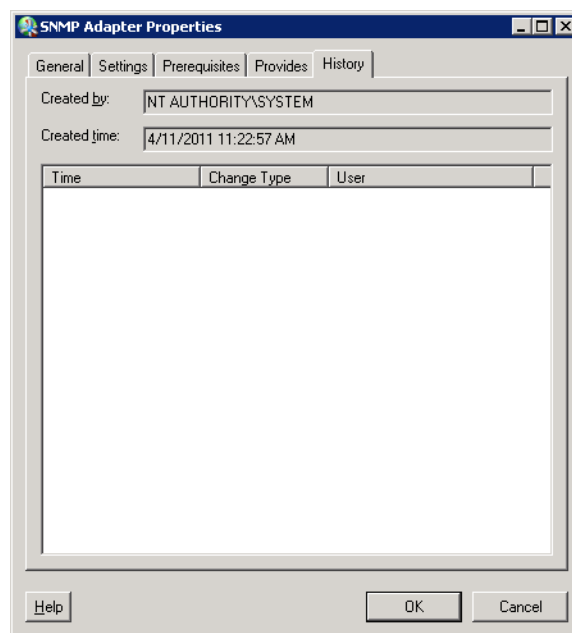 SNMP Adapter Properties
General Settings Prerequisites Provides History
Created by: NT AUTHORITY\SYSTEM
Created time: 4/11/2011 11:22:57 AM
Time Change Type User
Help OK Cancel